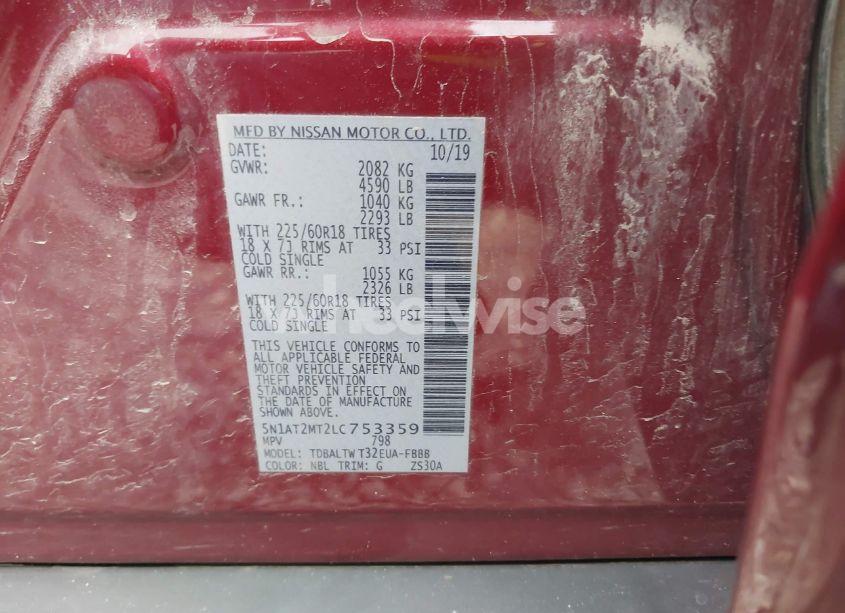 MFD BY NISSAN MOTOR CO., LTD.
DATE: 10/19
GVWR: 2082 KG
4590 LB
GAWR FR.: 1040 KG
2293 LB
WITH 225/60R18 TIRES
18 X 7J RIMS AT 33 PSI
COLD SINGLE
GAWR RR.: 1055 KG
2326 LB
WITH 225/60R18 TIRES
18 X 7J RIMS AT 33 PSI
COLD SINGLE
wheelwise
THIS VEHICLE CONFORMS TO
ALL APPLICABLE FEDERAL
MOTOR VEHICLE SAFETY AND
THEFT PREVENTION
STANDARDS IN EFFECT ON
THE DATE OF MANUFACTURE
SHOWN ABOVE.
5N1AT2MT2LC753359
MPV 798
MODEL: TDBALTWT32EUA-FBBB
COLOR: NBL TRIM: G ZS30A